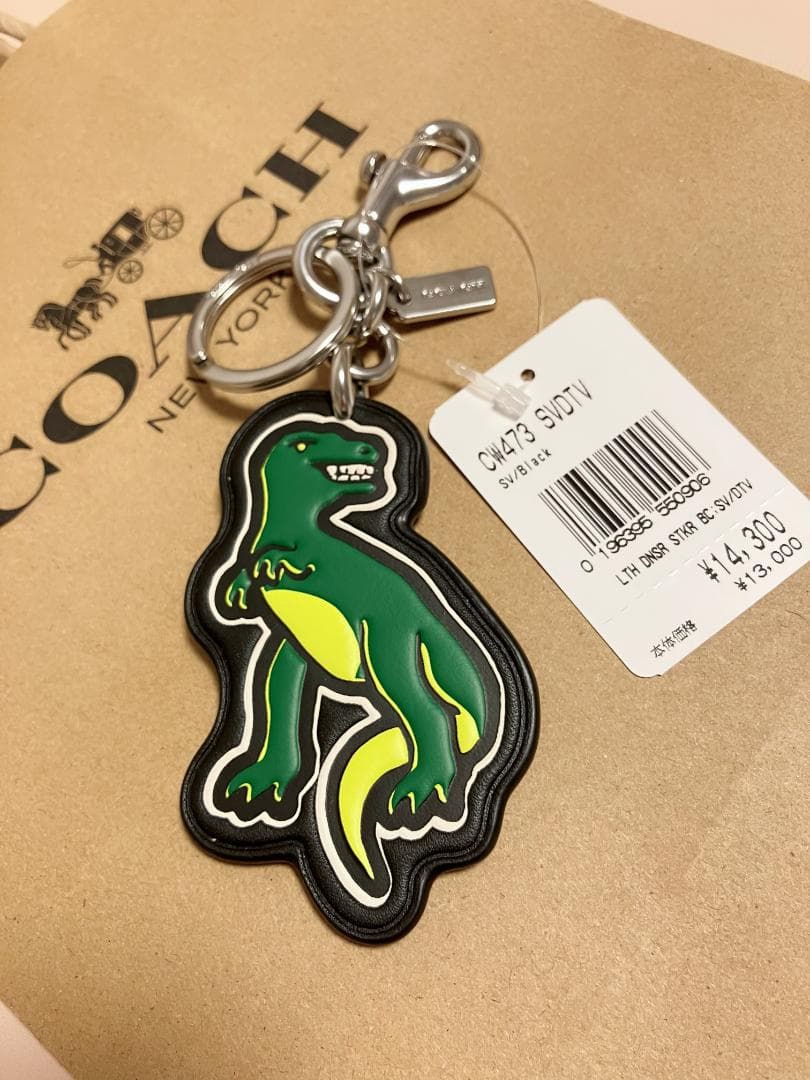 COACH
NEW YORK
CW473 SVDTV
SV/Black
0 196395 550906
LTH DNSR STKR BC:SV/DTV
¥14,300
¥13,000
本体価格